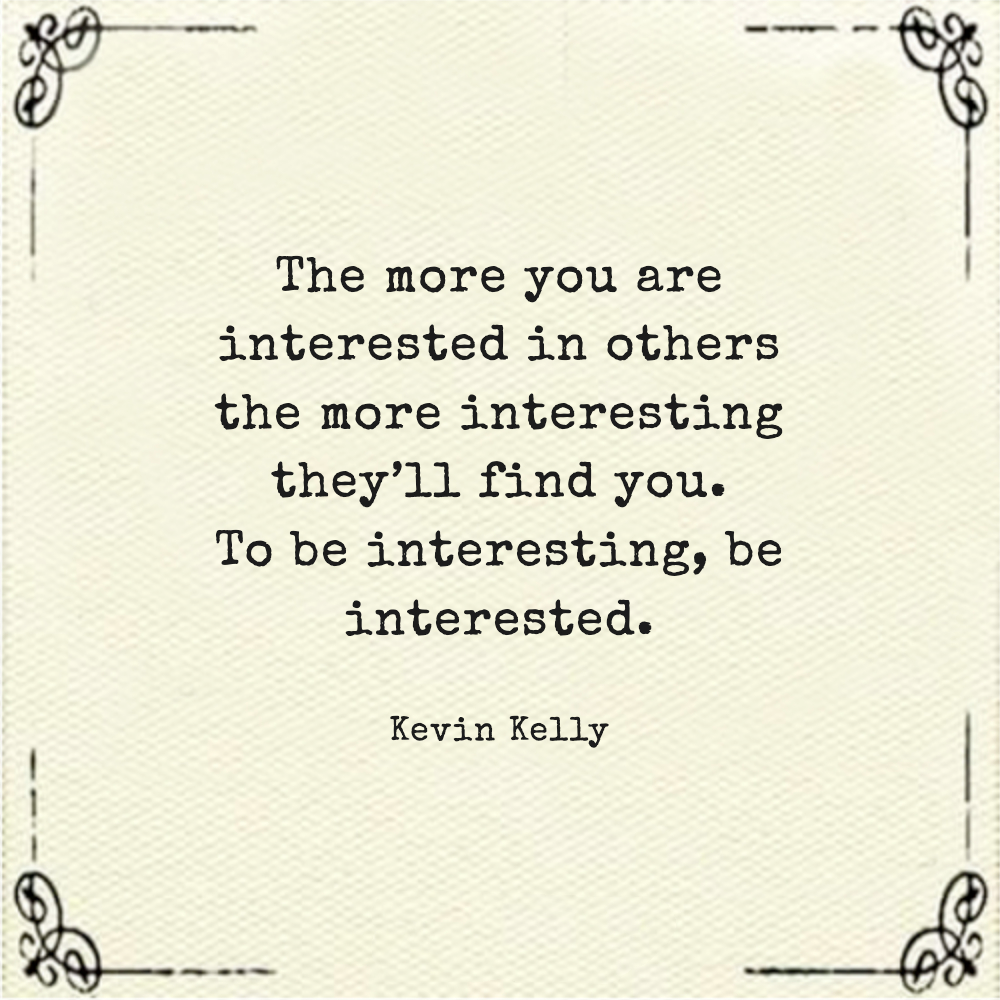 The more you are
interested in others
the more interesting
they’ll find you.
To be interesting, be
interested.
Kevin Kelly